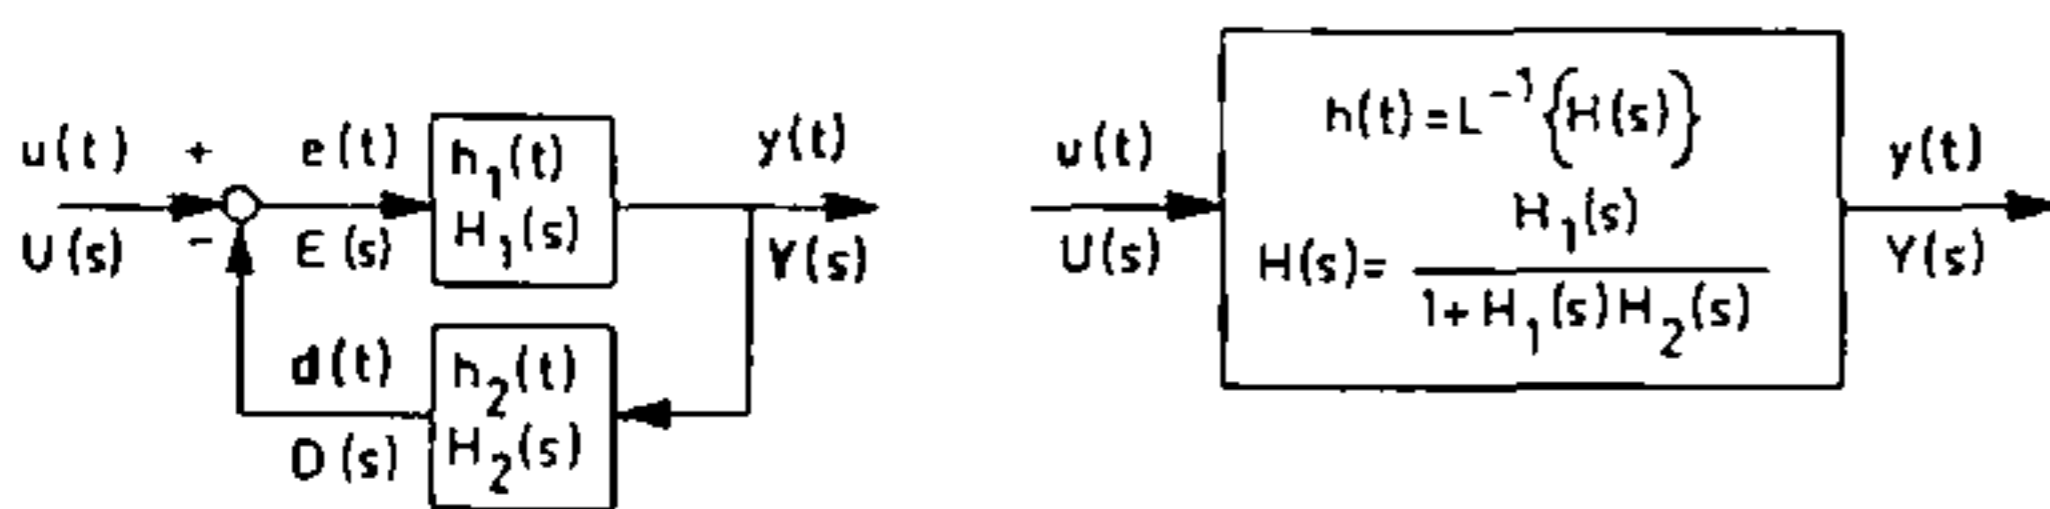 u(t) + e(t) h₁(t) y(t)
U(s) - E(s) H₁(s) Y(s)
d(t) h₂(t)
D(s) H₂(s)
u(t) h(t)=L⁻¹{H(s)} y(t)
U(s) H(s)= H₁(s) Y(s)
1+H₁(s)H₂(s)